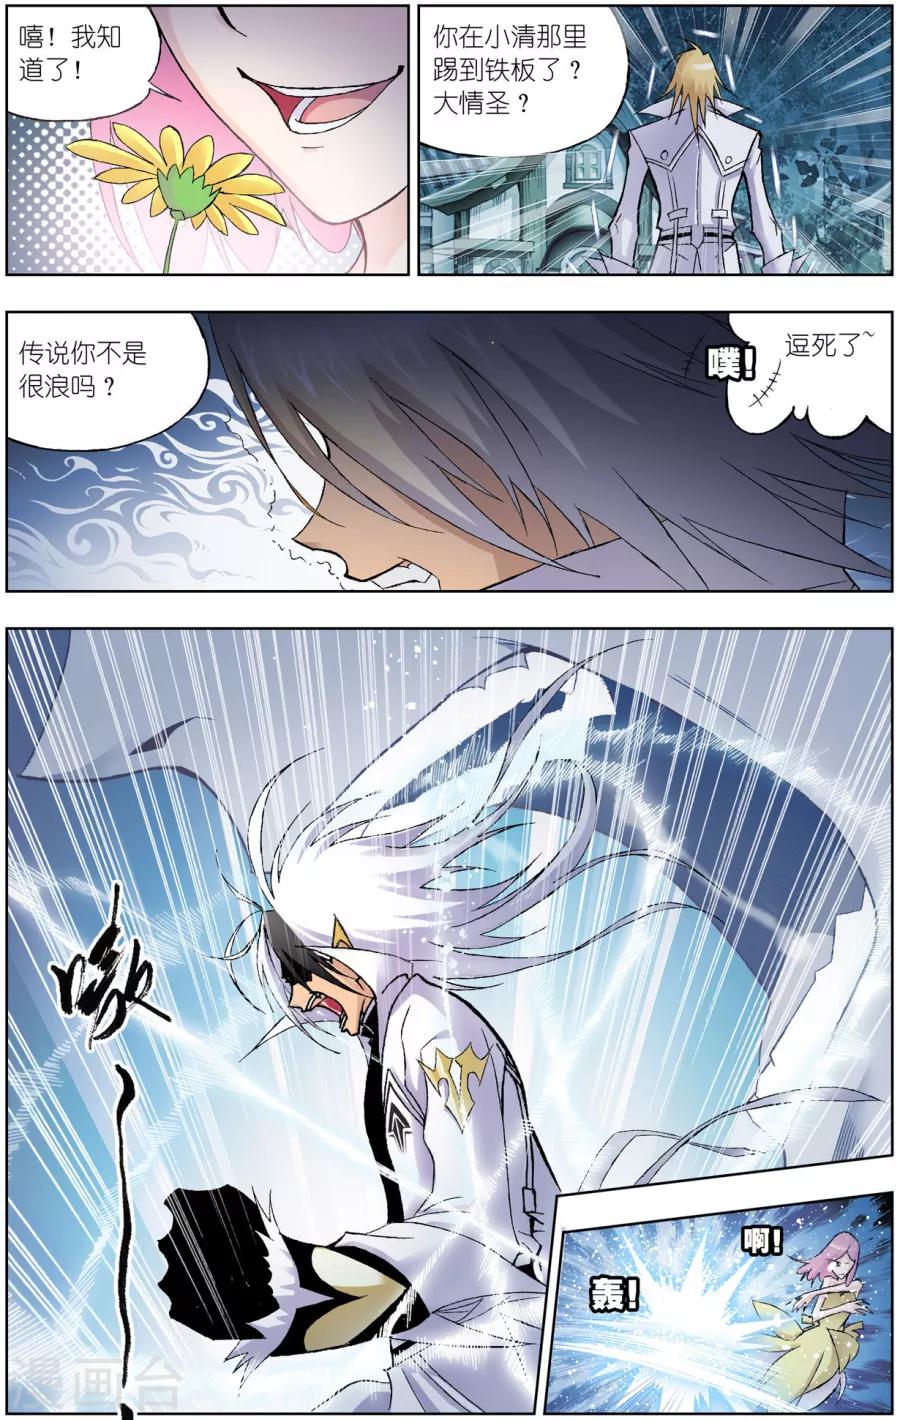 嘻！我知
道了！
你在小清那里
踢到铁板了？
大情圣？
传说你不是
很浪吗？
噗！
逗死了~
啊！
轰！
漫画台